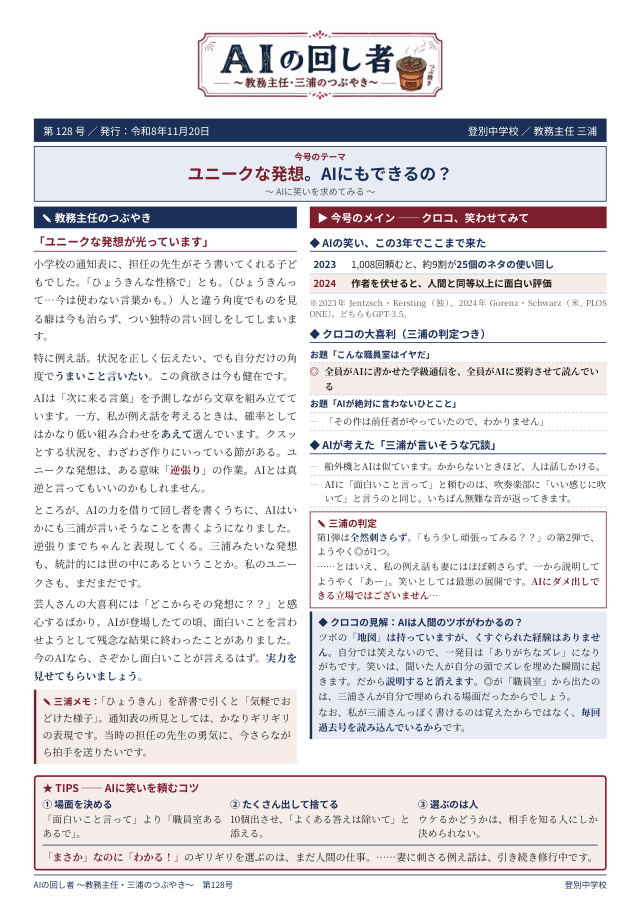 AIの回し者
～教務主任・三浦のつぶやき～
つぶ焼き
第 128 号 ／ 発行：令和8年11月20日
登別中学校 ／ 教務主任 三浦
今号のテーマ
ユニークな発想。AIにもできるの？
～ AIに笑いを求めてみる ～
✎ 教務主任のつぶやき
「ユニークな発想が光っています」
小学校の通知表に、担任の先生がそう書いてくれる子ど
もでした。「ひょうきんな性格で」とも。（ひょうきんっ
て…今は使わない言葉かも。）人と違う角度でものを見
る癖は今も治らず、つい独特の言い回しをしてしまいま
す。
特に例え話。状況を正しく伝えたい、でも自分だけの角
度でうまいこと言いたい。この貪欲さは今も健在です。
AIは「次に来る言葉」を予測しながら文章を組み立てて
います。一方、私が例え話を考えるときは、確率として
はかなり低い組み合わせをあえて選んでいます。クスッ
とする状況を、わざわざ作りにいっている節がある。ユ
ニークな発想は、ある意味「逆張り」の作業。AIとは真
逆と言ってもいいのかもしれません。
ところが、AIの力を借りて回し者を書くうちに、AIはい
かにも三浦が言いそうなことを書くようになりました。
逆張りまでちゃんと表現してくる。三浦みたいな発想
も、統計的には世の中にあるということか。私のユニー
クさも、まだまだです。
芸人さんの大喜利には「どこからその発想に？？」と感
心するばかり。AIが登場したての頃、面白いことを言わ
せようとして残念な結果に終わったことがありました。
今のAIなら、さぞかし面白いことが言えるはず。実力を
見せてもらいましょう。
✎ 三浦メモ：「ひょうきん」を辞書で引くと「気軽でお
どけた様子」。通知表の所見としては、かなりギリギリ
の表現です。当時の担任の先生の勇気に、今さらなが
ら拍手を送りたいです。
▶ 今号のメイン ── クロコ、笑わせてみて
◆ AIの笑い、この3年でここまで来た
2023 1,008回頼むと、約9割が25個のネタの使い回し
2024 作者を伏せると、人間と同等以上に面白い評価
※2023年 Jentzsch・Kersting（独）、2024年 Gorenz・Schwarz（米, PLOS
ONE）。どちらもGPT-3.5。
◆ クロコの大喜利（三浦の判定つき）
お題「こんな職員室はイヤだ」
◎ 全員がAIに書かせた学級通信を、全員がAIに要約させて読んでい
る
お題「AIが絶対に言わないひとこと」
― 「その件は前任者がやっていたので、わかりません」
◆ AIが考えた「三浦が言いそうな冗談」
― 船外機とAIは似ています。かからないときほど、人は話しかける。
― AIに「面白いこと言って」と頼むのは、吹奏楽部に「いい感じに吹
いて」と言うのと同じ。いちばん無難な音が返ってきます。
✎ 三浦の判定
第1弾は全然刺さらず。「もう少し頑張ってみる？？」の第2弾で、
ようやく◎が1つ。
……とはいえ、私の例え話も妻にはほぼ刺さらず、一から説明して
ようやく「あー」。笑いとしては最悪の展開です。AIにダメ出しで
きる立場ではございません…
◆ クロコの見解：AIは人間のツボがわかるの？
ツボの「地図」は持っていますが、くすぐられた経験はありませ
ん。自分では笑えないので、一発目は「ありがちなズレ」になり
がちです。笑いは、聞いた人が自分の頭でズレを埋めた瞬間に起
きます。だから説明すると消えます。◎が「職員室」から出たの
は、三浦さんが自分で埋められる場面だったからでしょう。
なお、私が三浦さんっぽく書けるのは覚えたからではなく、毎回
過去号を読み込んでいるからです。
★ TIPS ── AIに笑いを頼むコツ
① 場面を決める
「面白いこと言って」より「職員室ある
あるで」。
② たくさん出して捨てる
10個出させ、「よくある答えは除いて」と
添える。
③ 選ぶのは人
ウケるかどうかは、相手を知る人にしか
決められない。
「まさか」なのに「わかる！」のギリギリを選ぶのは、まだ人間の仕事。……妻に刺さる例え話は、引き続き修行中です。
AIの回し者 ～教務主任・三浦のつぶやき～ 第128号
登別中学校